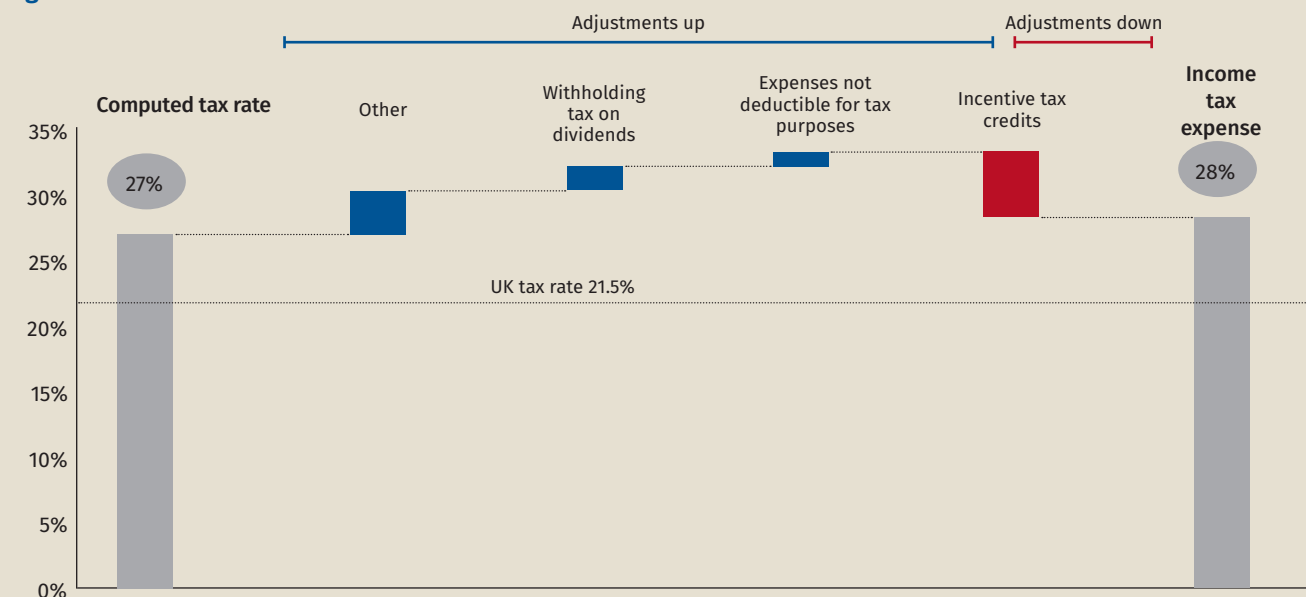 Adjustments up
Adjustments down
Computed tax rate
Other
Withholding
tax on
dividends
Expenses not
deductible for tax
purposes
Incentive tax
credits
Income
tax
expense
35%
30%
25%
20%
15%
10%
5%
0%
27%
28%
UK tax rate 21.5%